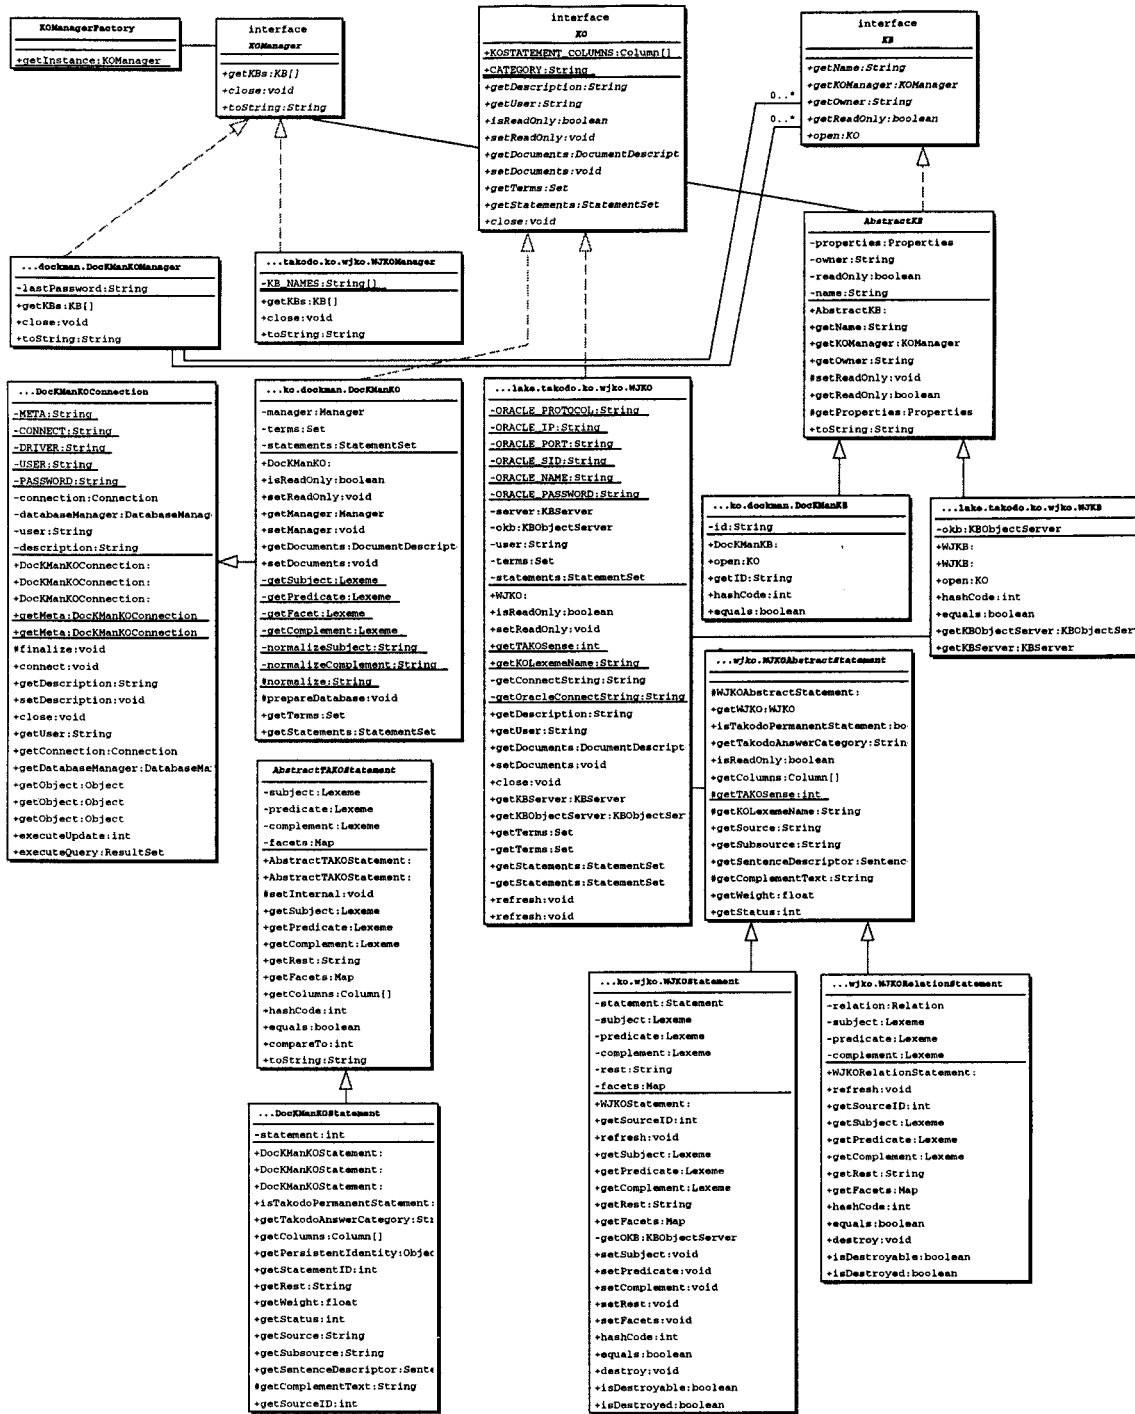 KOManagerFactory
+getInstance:KOManager
interface
KOManager
+getKBs:KB[]
+close:void
+toString:String
interface
KO
+KOSTATEMENT_COLUMNS:Column[]
+CATEGORY:String
+getDescription:String
+getUser:String
+isReadOnly:boolean
+setReadOnly:void
+getDocuments:DocumentDescript
+setDocuments:void
+getTerms:Set
+getStatements:StatementSet
+close:void
interface
KB
+getName:String
+getKOManager:KOManager
+getOwner:String
+getReadOnly:boolean
+open:KO
0..*
0..*
...dockman.DocKManKOManager
-lastPassword:String
+getKBs:KB[]
+close:void
+toString:String
...takodo.ko.wjko.WJKOManager
-KB_NAMES:String[]
+getKBs:KB[]
+close:void
+toString:String
AbstractKB
-properties:Properties
-owner:String
-readOnly:boolean
-name:String
+AbstractKB:
+getName:String
+getKOManager:KOManager
+getOwner:String
#setReadOnly:void
+getReadOnly:boolean
#getProperties:Properties
+toString:String
DocKManKOConnection
-META:String
-CONNECT:String
-DRIVER:String
-USER:String
-PASSWORD:String
-connection:Connection
-databaseManager:DatabaseManag
-user:String
-description:String
+DocKManKOConnection:
+DocKManKOConnection:
+DocKManKOConnection:
+getMeta:DocKManKOConnection
+getMeta:DocKManKOConnection
#finalize:void
+connect:void
+getDescription:String
+setDescription:void
+close:void
+getUser:String
+getConnection:Connection
+getDatabaseManager:DatabaseMa
+getObject:Object
+getObject:Object
+getObject:Object
+executeUpdate:int
+executeQuery:ResultSet
...ko.dockman.DocKManKO
-manager:Manager
-terms:Set
-statements:StatementSet
+DocKManKO:
+isReadOnly:boolean
+setReadOnly:void
+getManager:Manager
+setManager:void
+getDocuments:DocumentDescript
+setDocuments:void
-getSubject:Lexeme
-getPredicate:Lexeme
-getFacet:Lexeme
-getComplement:Lexeme
-normalizeSubject:String
-normalizeComplement:String
#normalize:String
#prepareDatabase:void
+getTerms:Set
+getStatements:StatementSet
...lake.takodo.ko.wjko.WJKO
-ORACLE_PROTOCOL:String
-ORACLE_IP:String
-ORACLE_PORT:String
-ORACLE_SID:String
-ORACLE_NAME:String
-ORACLE_PASSWORD:String
-server:KBServer
-okb:KBObjectServer
-user:String
-terms:Set
-statements:StatementSet
+WJKO:
+isReadOnly:boolean
+setReadOnly:void
+getTAKOSense:int
+getKOLexemeName:String
-getConnectString:String
-getOracleConnectString:String
+getDescription:String
+getUser:String
+getDocuments:DocumentDescript
+setDocuments:void
+close:void
+getKBServer:KBServer
+getKBObjectServer:KBObjectSer
+getTerms:Set
-getTerms:Set
+getStatements:StatementSet
-getStatements:StatementSet
+refresh:void
+refresh:void
...ko.dockman.DocKManKB
-id:String
+DocKManKB:
+open:KO
+getID:String
+hashCode:int
+equals:boolean
...lake.takodo.ko.wjko.WJKB
-okb:KBObjectServer
+WJKB:
+WJKB:
+open:KO
+hashCode:int
+equals:boolean
+getKBObjectServer:KBObjectServ
+getKBServer:KBServer
...wjko.WJKOAbstractStatement
#WJKOAbstractStatement:
+getWJKO:WJKO
+isTakodoPermanentStatement:bo
+getTakodoAnswerCategory:Strin
+isReadOnly:boolean
+getColumns:Column[]
#getTAKOSense:int
#getKOLexemeName:String
+getSource:String
+getSubsource:String
+getSentenceDescriptor:Sentenc
#getComplementText:String
+getWeight:float
+getStatus:int
AbstractTAKOStatement
-subject:Lexeme
-predicate:Lexeme
-complement:Lexeme
-facets:Map
+AbstractTAKOStatement:
+AbstractTAKOStatement:
#setInternal:void
+getSubject:Lexeme
+getPredicate:Lexeme
+getComplement:Lexeme
+getRest:String
+getFacets:Map
+getColumns:Column[]
+hashCode:int
+equals:boolean
+compareTo:int
+toString:String
...DocKManKOStatement
-statement:int
+DocKManKOStatement:
+DocKManKOStatement:
+DocKManKOStatement:
+isTakodoPermanentStatement:
+getTakodoAnswerCategory:Str
+getColumns:Column[]
+getPersistentIdentity:Objec
+getStatementID:int
+getRest:String
+getWeight:float
+getStatus:int
+getSource:String
+getSubsource:String
+getSentenceDescriptor:Sente
#getComplementText:String
+getSourceID:int
...ko.wjko.WJKOStatement
-statement:Statement
-subject:Lexeme
-predicate:Lexeme
-complement:Lexeme
-rest:String
-facets:Map
+WJKOStatement:
+getSourceID:int
+refresh:void
+getSubject:Lexeme
+getPredicate:Lexeme
+getComplement:Lexeme
+getRest:String
+getFacets:Map
-getOKB:KBObjectServer
+setSubject:void
+setPredicate:void
+setComplement:void
+setRest:void
+setFacets:void
+hashCode:int
+equals:boolean
+destroy:void
+isDestroyable:boolean
+isDestroyed:boolean
...wjko.WJKORelationStatement
-relation:Relation
-subject:Lexeme
-predicate:Lexeme
-complement:Lexeme
+WJKORelationStatement:
+refresh:void
+getSourceID:int
+getSubject:Lexeme
+getPredicate:Lexeme
+getComplement:Lexeme
+getRest:String
+getFacets:Map
+hashCode:int
+equals:boolean
+destroy:void
+isDestroyable:boolean
+isDestroyed:boolean